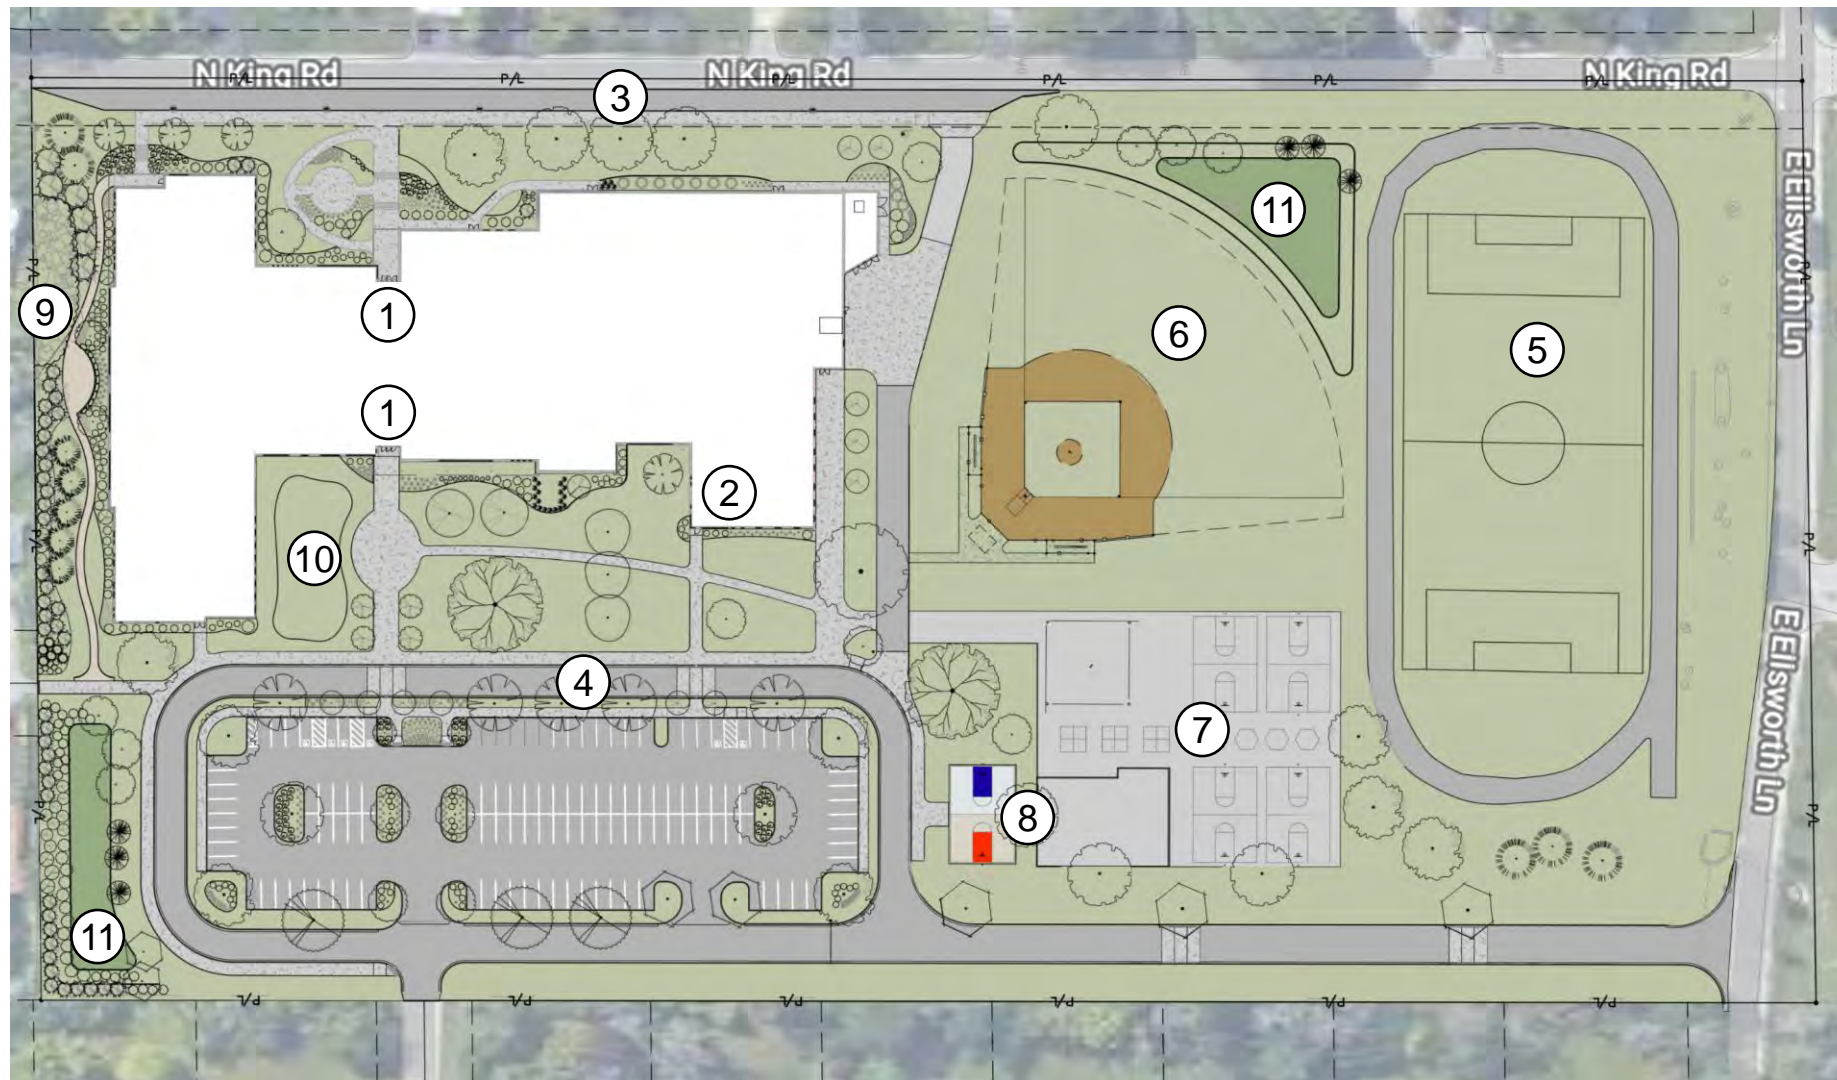 N King Rd N King Rd N King Rd
P/L P/L P/L P/L P/L P/L
3
11
E Ellsworth Ln
P/L
P/L
9
1
6
5
1
2
P/L
10
P/L
4
7
E Ellsworth Ln
8
P/L
P/L
11
P/L P/L P/L P/L P/L P/L